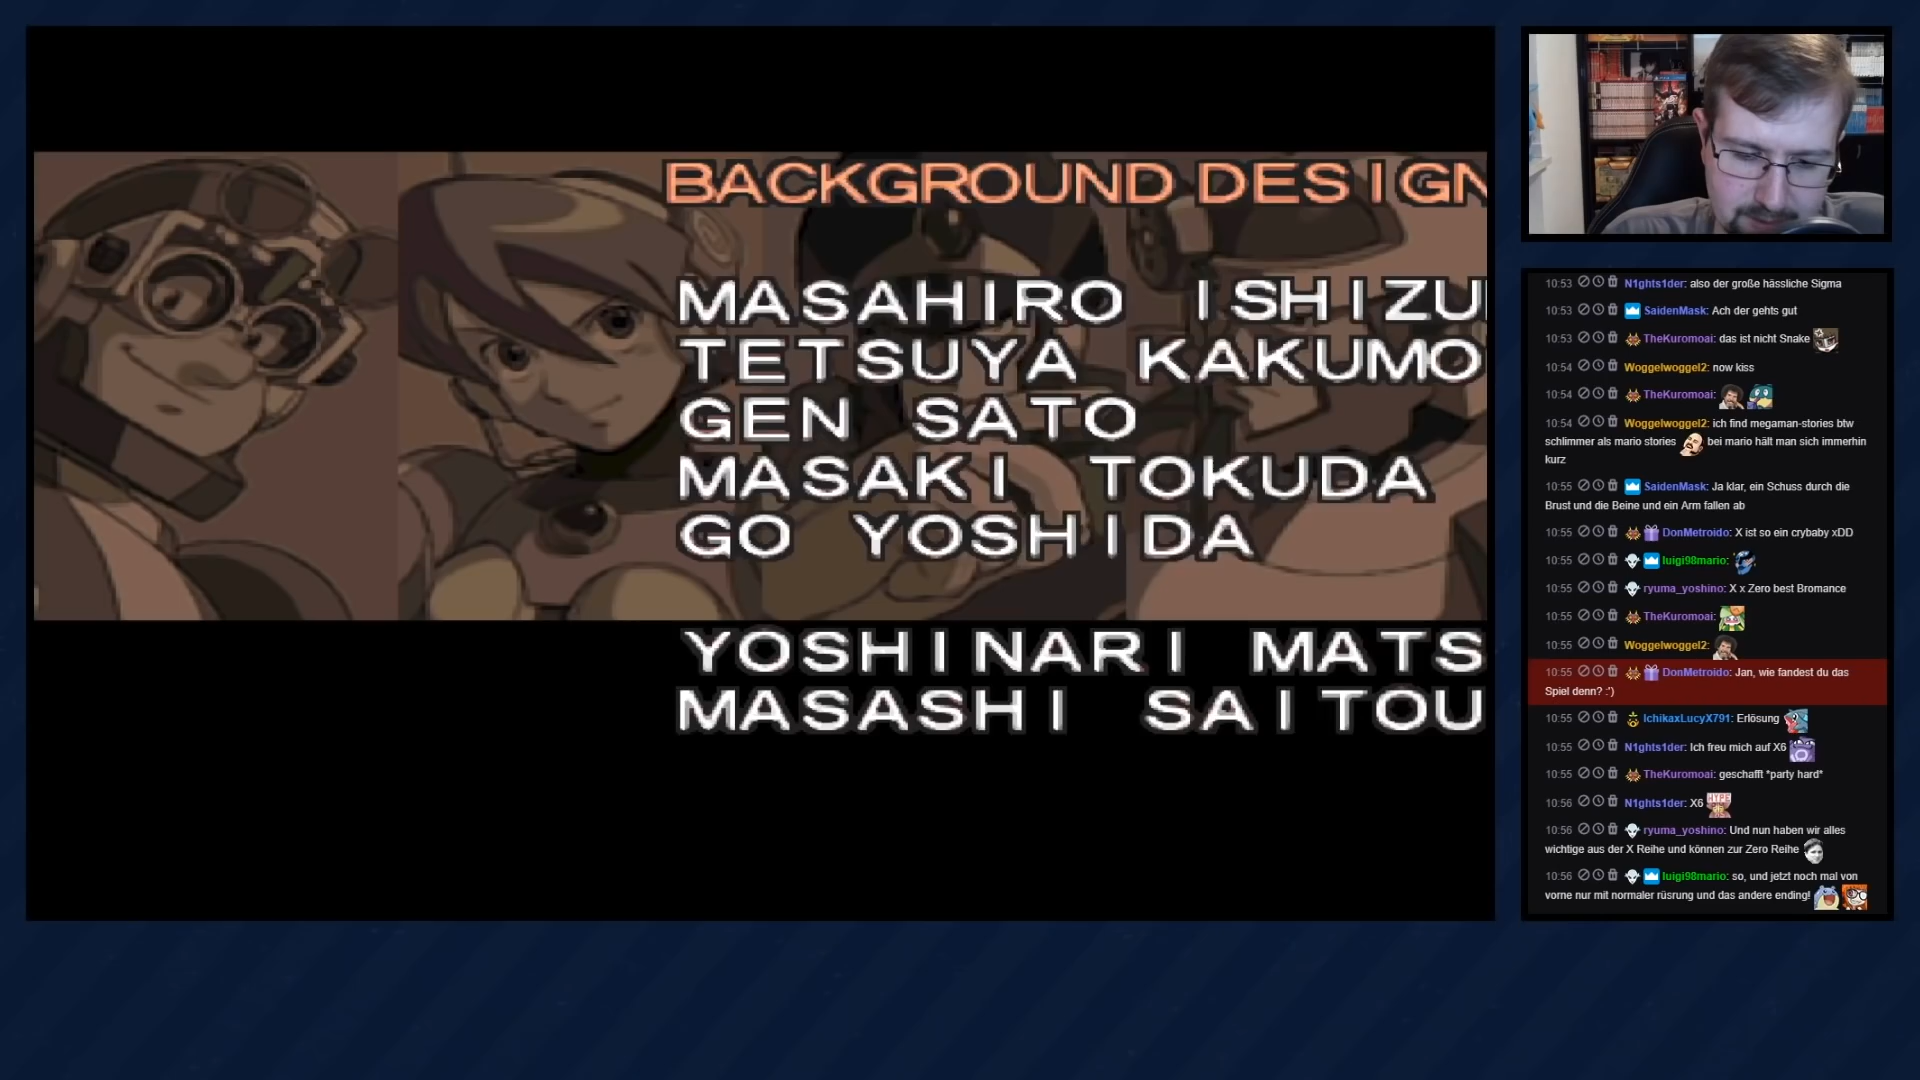 BACKGROUND DESIGN
MASAHIRO ISHIZU
TETSUYA KAKUMO
GEN SATO
MASAKI TOKUDA
GO YOSHIDA
YOSHINARI MATS
MASASHI SAITOU
10:53 N1ghts1der: also der große hässliche Sigma
10:53 SaidenMask: Ach der gehts gut
10:53 TheKuromoai: das ist nicht Snake
10:54 Woggelwoggel2: now kiss
10:54 TheKuromoai:
10:54 Woggelwoggel2: ich find megaman-stories btw
schlimmer als mario stories bei mario hält man sich immerhin
kurz
10:55 SaidenMask: Ja klar, ein Schuss durch die
Brust und die Beine und ein Arm fallen ab
10:55 DonMetroido: X ist so ein crybaby xDD
10:55 luigi98mario:
10:55 ryuma_yoshino: X x Zero best Bromance
10:55 TheKuromoai:
10:55 Woggelwoggel2:
10:55 DonMetroido: Jan, wie fandest du das
Spiel denn? :')
10:55 IchikaxLucyX791: Erlösung
10:55 N1ghts1der: Ich freu mich auf X6
10:55 TheKuromoai: geschafft *party hard*
10:56 N1ghts1der: X6 HYPE
10:56 ryuma_yoshino: Und nun haben wir alles
wichtige aus der X Reihe und können zur Zero Reihe
10:56 luigi98mario: so, und jetzt noch mal von
vorne nur mit normaler rüsrung und das andere ending!